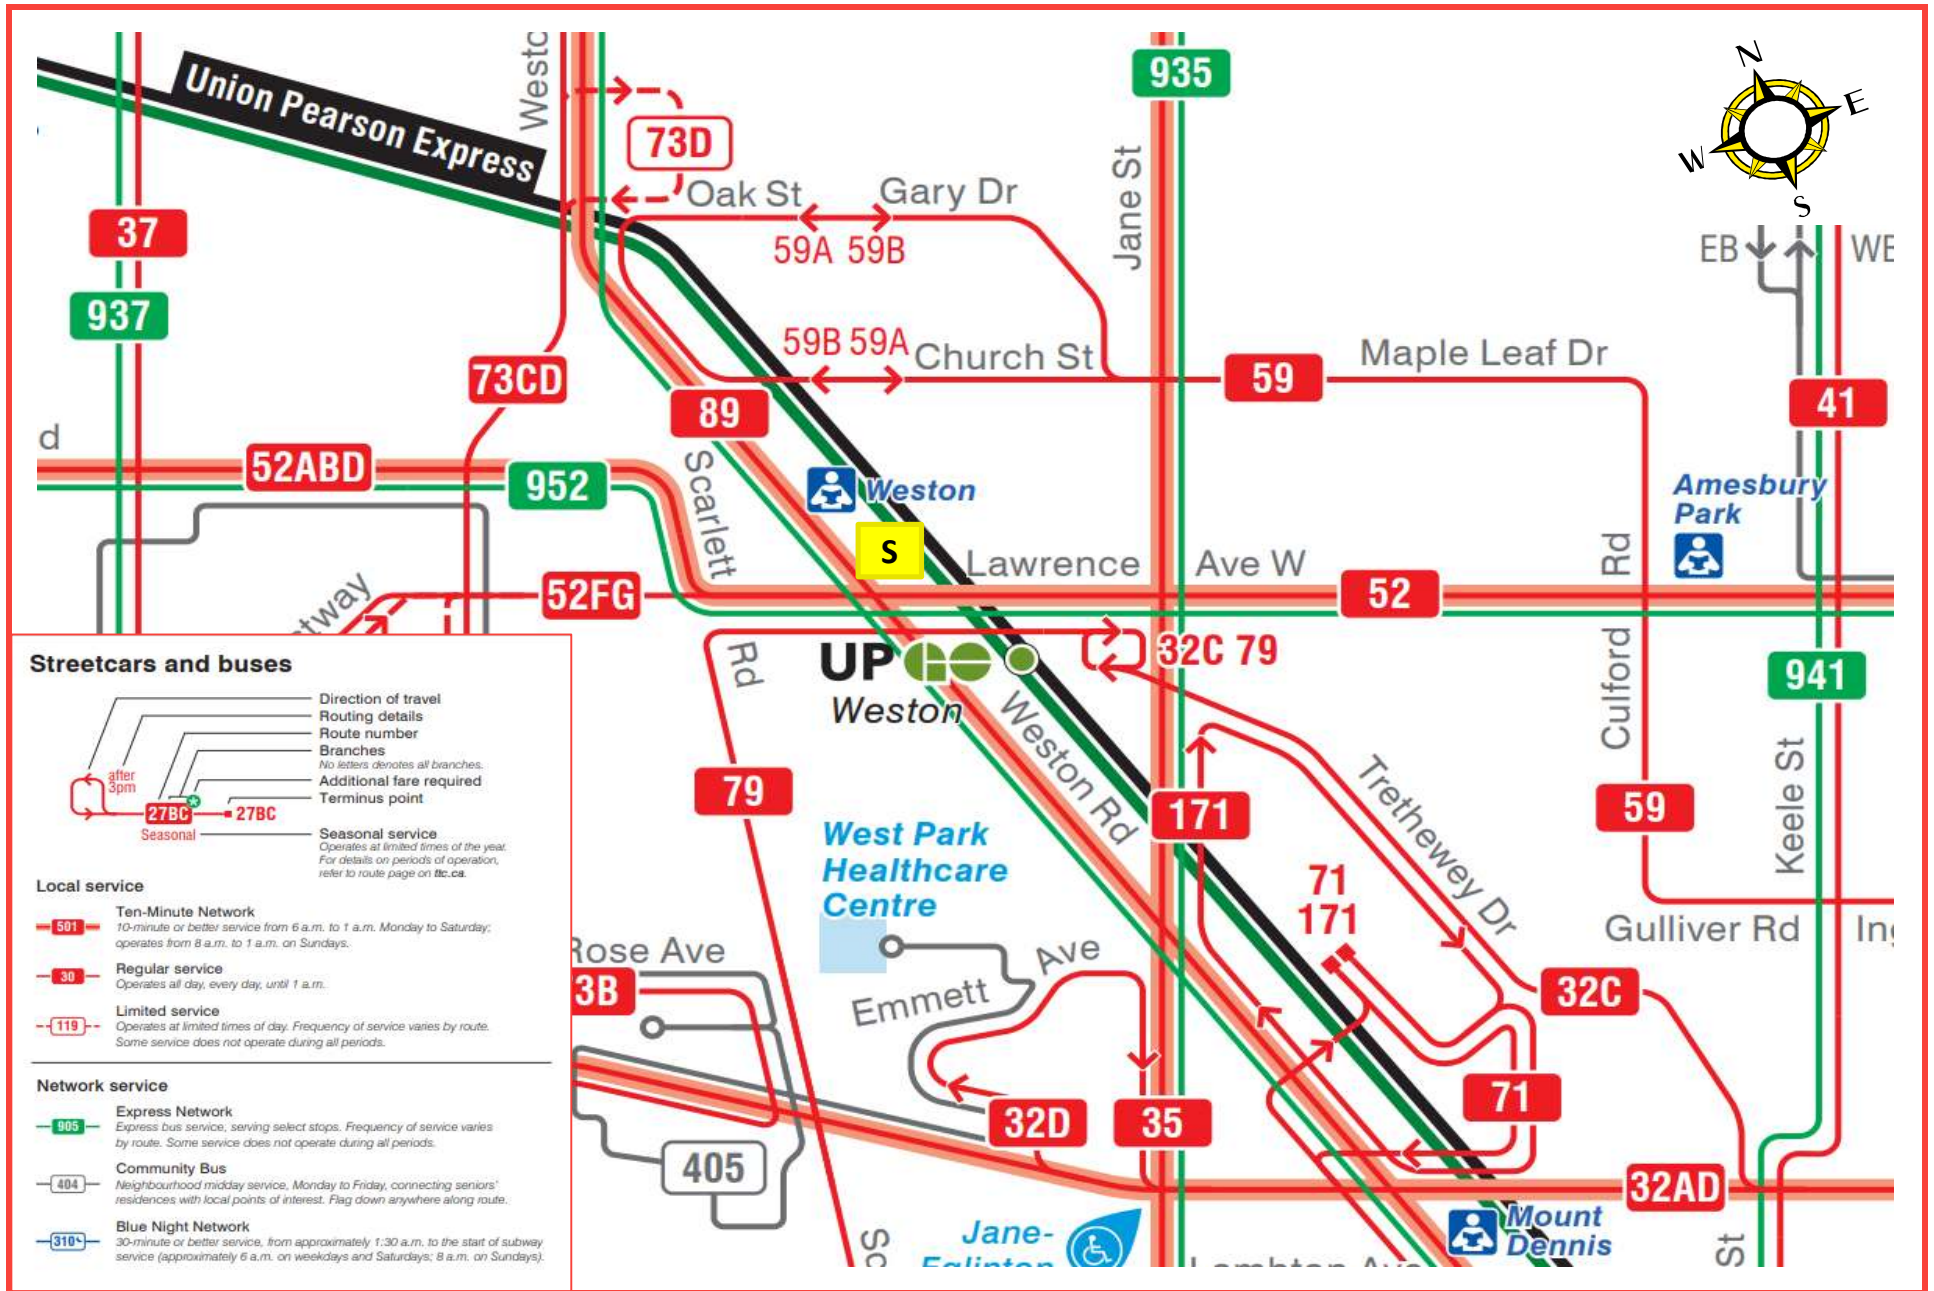 Union Pearson Express
Westo
73D
Oak St
Gary Dr
59A 59B
Jane St
935
N
E
W
S
37
937
EB
WE
59B 59A
Church St
Maple Leaf Dr
59
41
73CD
89
d
52ABD
952
Scarlett
Weston
Amesbury
Park
S
Lawrence
Ave W
Rd
52FG
52
stway
Rd
UP GO
Weston
32C 79
Culford
941
Weston Rd
79
171
Trethewey Dr
59
Keele St
West Park
Healthcare
Centre
71
171
Gulliver Rd
Ing
Rose Ave
3B
Emmett
Ave
32C
32D
35
71
405
32AD
Mount
Dennis
Jane-
Eglinton
Sc
Lambton Ave
St
Streetcars and buses
Direction of travel
Routing details
Route number
Branches
No letters denotes all branches.
Additional fare required
Terminus point
after
3pm
27BC
27BC
Seasonal
Seasonal service
Operates at limited times of the year.
For details on periods of operation,
refer to route page on ttc.ca.
Local service
501
Ten-Minute Network
10-minute or better service from 6 a.m. to 1 a.m. Monday to Saturday;
operates from 8 a.m. to 1 a.m. on Sundays.
30
Regular service
Operates all day, every day, until 1 a.m.
119
Limited service
Operates at limited times of day. Frequency of service varies by route.
Some service does not operate during all periods.
Network service
905
Express Network
Express bus service, serving select stops. Frequency of service varies
by route. Some service does not operate during all periods.
404
Community Bus
Neighbourhood midday service, Monday to Friday, connecting seniors'
residences with local points of interest. Flag down anywhere along route.
310
Blue Night Network
30-minute or better service, from approximately 1:30 a.m. to the start of subway
service (approximately 6 a.m. on weekdays and Saturdays; 8 a.m. on Sundays).